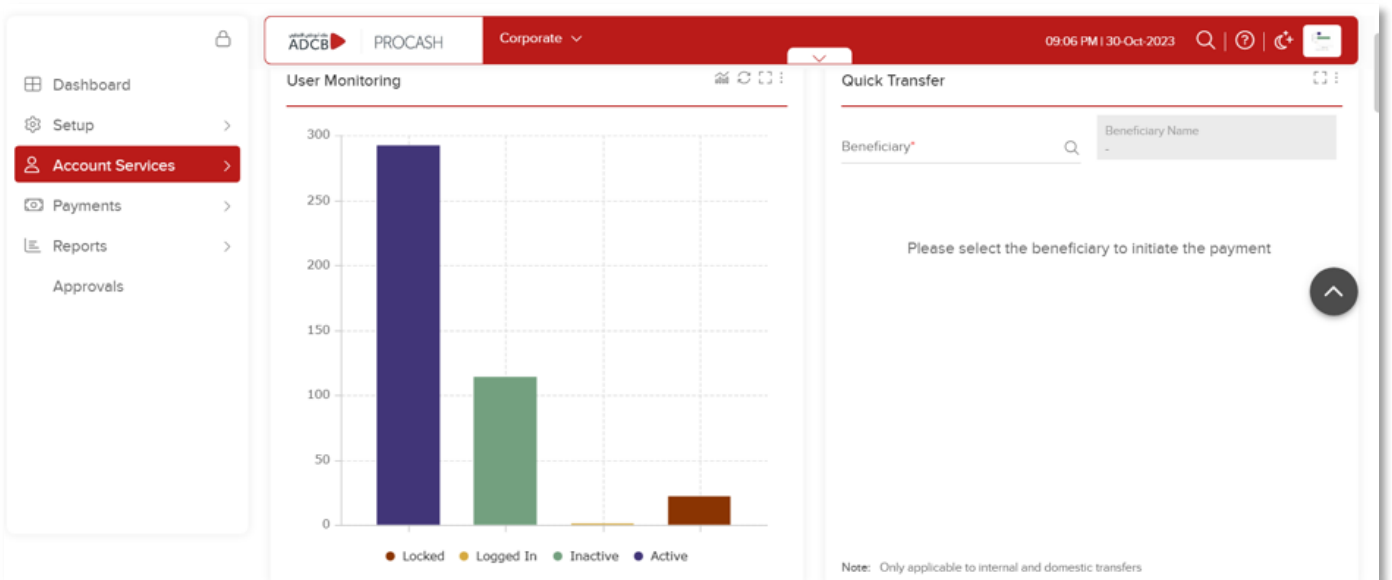 ADCB
PROCASH
Corporate
09:06 PM | 30-Oct-2023
Dashboard
Setup
Account Services
Payments
Reports
Approvals
User Monitoring
300
250
200
150
100
50
0
Locked
Logged In
Inactive
Active
Quick Transfer
Beneficiary*
Beneficiary Name
-
Please select the beneficiary to initiate the payment
Note: Only applicable to internal and domestic transfers